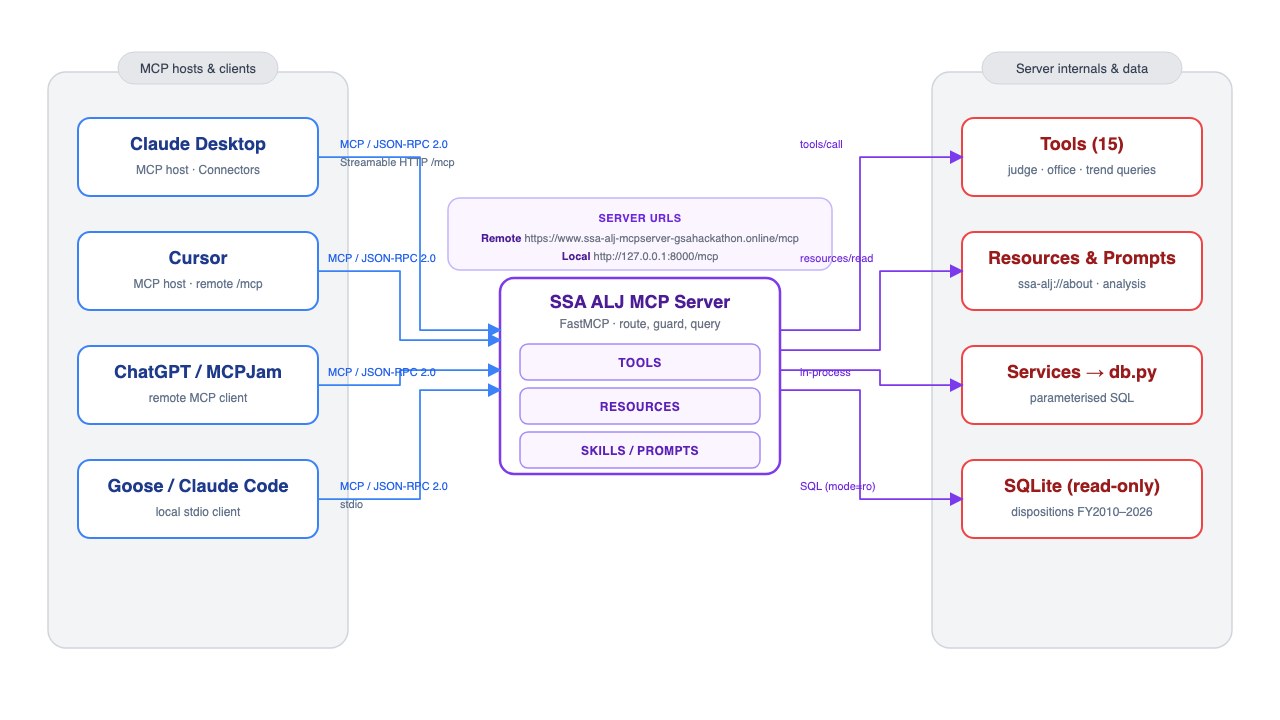 MCP hosts & clients
Claude Desktop
MCP host · Connectors
Cursor
MCP host · remote /mcp
ChatGPT / MCPJam
remote MCP client
Goose / Claude Code
local stdio client
MCP / JSON-RPC 2.0
Streamable HTTP /mcp
MCP / JSON-RPC 2.0
MCP / JSON-RPC 2.0
MCP / JSON-RPC 2.0
stdio
SERVER URLS
Remote https://www.ssa-alj-mcpserver-gsahackathon.online/mcp
Local http://127.0.0.1:8000/mcp
SSA ALJ MCP Server
FastMCP · route, guard, query
TOOLS
RESOURCES
SKILLS / PROMPTS
tools/call
resources/read
in-process
SQL (mode=ro)
Server internals & data
Tools (15)
judge · office · trend queries
Resources & Prompts
ssa-alj://about · analysis
Services → db.py
parameterised SQL
SQLite (read-only)
dispositions FY2010–2026